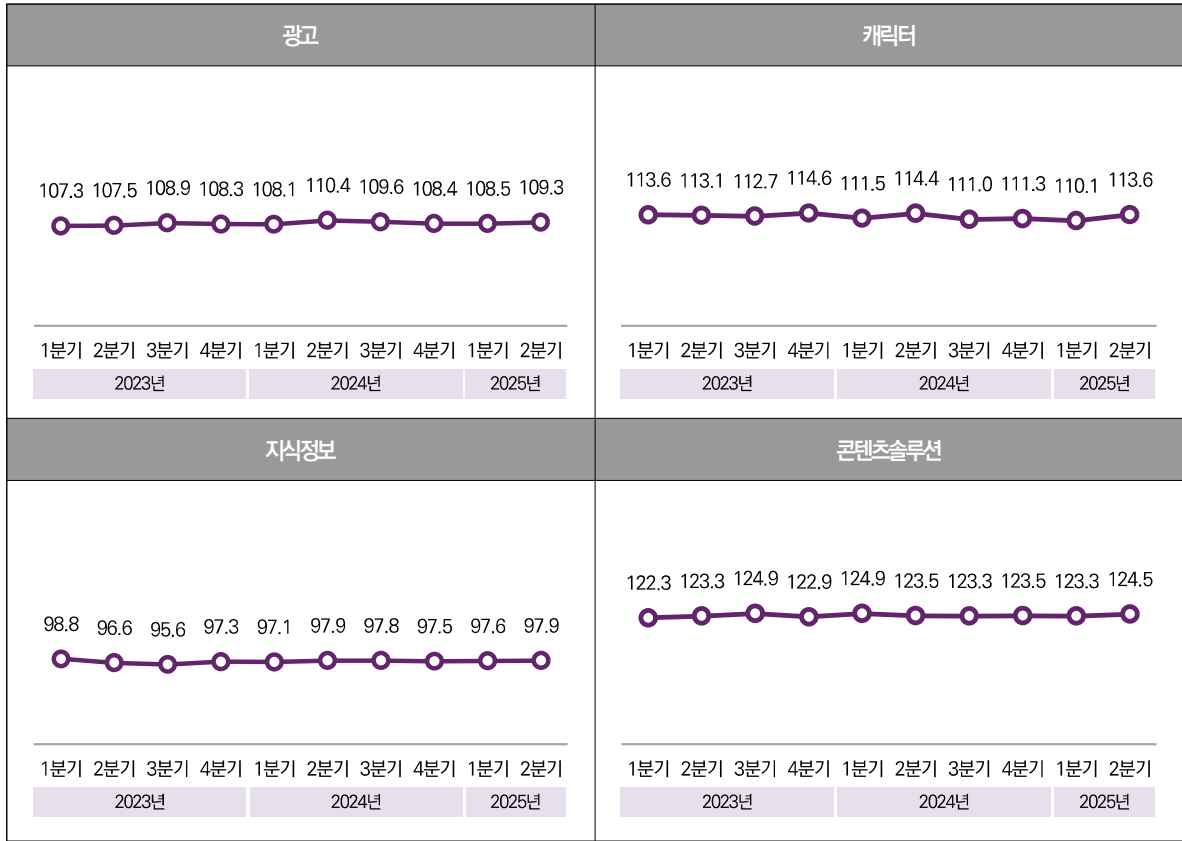 광고
107.3 107.5 108.9 108.3 108.1 110.4 109.6 108.4 108.5 109.3
1분기 2분기 3분기 4분기 1분기 2분기 3분기 4분기 1분기 2분기
2023년 2024년 2025년
캐릭터
113.6 113.1 112.7 114.6 111.5 114.4 111.0 111.3 110.1 113.6
1분기 2분기 3분기 4분기 1분기 2분기 3분기 4분기 1분기 2분기
2023년 2024년 2025년
지식정보
98.8 96.6 95.6 97.3 97.1 97.9 97.8 97.5 97.6 97.9
1분기 2분기 3분기 4분기 1분기 2분기 3분기 4분기 1분기 2분기
2023년 2024년 2025년
콘텐츠솔루션
122.3 123.3 124.9 122.9 124.9 123.5 123.3 123.5 123.3 124.5
1분기 2분기 3분기 4분기 1분기 2분기 3분기 4분기 1분기 2분기
2023년 2024년 2025년